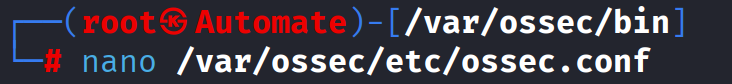 ┌──(root㉿Automate)-[/var/ossec/bin]
└─# nano /var/ossec/etc/ossec.conf